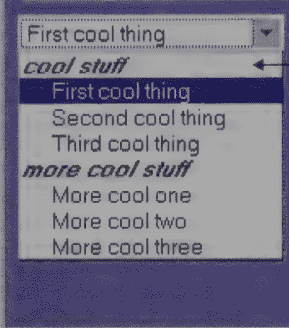 First cool thing
cool stuff
First cool thing
Second cool thing
Third cool thing
more cool stuff
More cool one
More cool two
More cool three